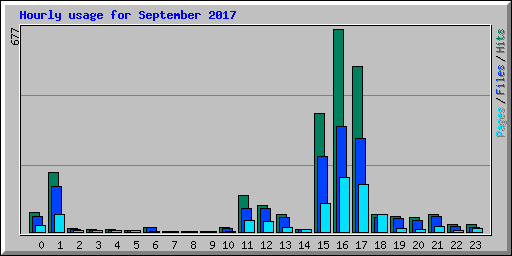 Hourly usage for September 2017
677
Pages/Files/Hits
0 1 2 3 4 5 6 7 8 9 10 11 12 13 14 15 16 17 18 19 20 21 22 23